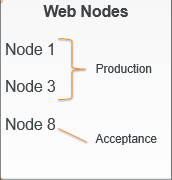 Web Nodes
Node 1
Production
Node 3
Node 8
Acceptance